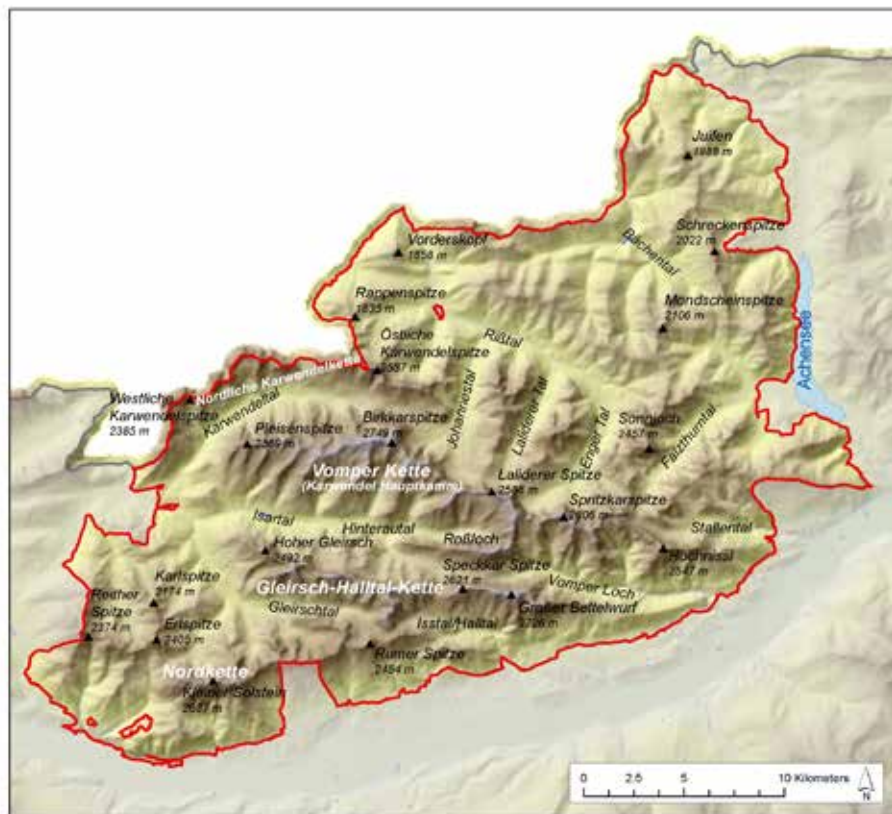 Juifen
1988 m
Schreckenspitze
2022 m
Bächental
Vorderskopf
1858 m
Mondscheinspitze
2106 m
Achensee
Rappenspitze
1835 m
Rißtal
Östliche
Karwendelspitze
2537 m
Nördliche Karwendelkette
Westliche
Karwendelspitze
2385 m
Karwendeltal
Pleisenspitze
2569 m
Birkkarspitze
2749 m
Johannestal
Laliderer Tal
Enger Tal
Sonnjoch
2457 m
Falzthurntal
Vomper Kette
(Karwendel Hauptkamm)
Laliderer Spitze
2588 m
Spritzkarspitze
2606 m
Isartal
Hinterautal
Roßloch
Stallental
Hoher Gleirsch
2492 m
Hochnissl
2547 m
Speckkar Spitze
2621 m
Vomper Loch
Gleirsch-Halltal-Kette
Großer Bettelwurf
2726 m
Karlspitze
2174 m
Reither
Spitze
2374 m
Gleirschtal
Isstal/Halltal
Erlspitze
2405 m
Rumer Spitze
2454 m
Nordkette
Kleiner Solstein
2637 m
0 2.5 5 10 Kilometers
N